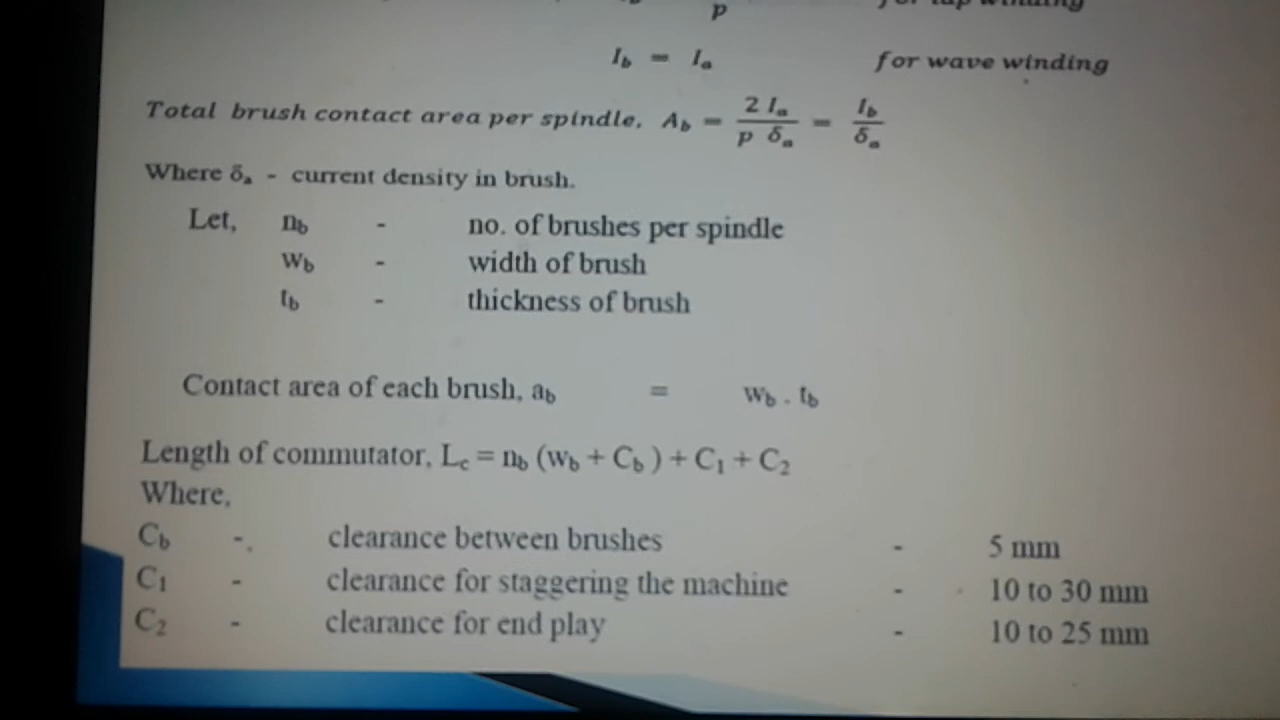 p
I_b = I_a for wave winding
Total brush contact area per spindle, A_b = 2 I_a / p δ_a = I_b / δ_a
Where δ_a - current density in brush.
Let, n_b - no. of brushes per spindle
w_b - width of brush
t_b - thickness of brush
Contact area of each brush, a_b = w_b . t_b
Length of commutator, L_c = n_b (w_b + C_b ) + C_1 + C_2
Where,
C_b - clearance between brushes - 5 mm
C_1 - clearance for staggering the machine - 10 to 30 mm
C_2 - clearance for end play - 10 to 25 mm